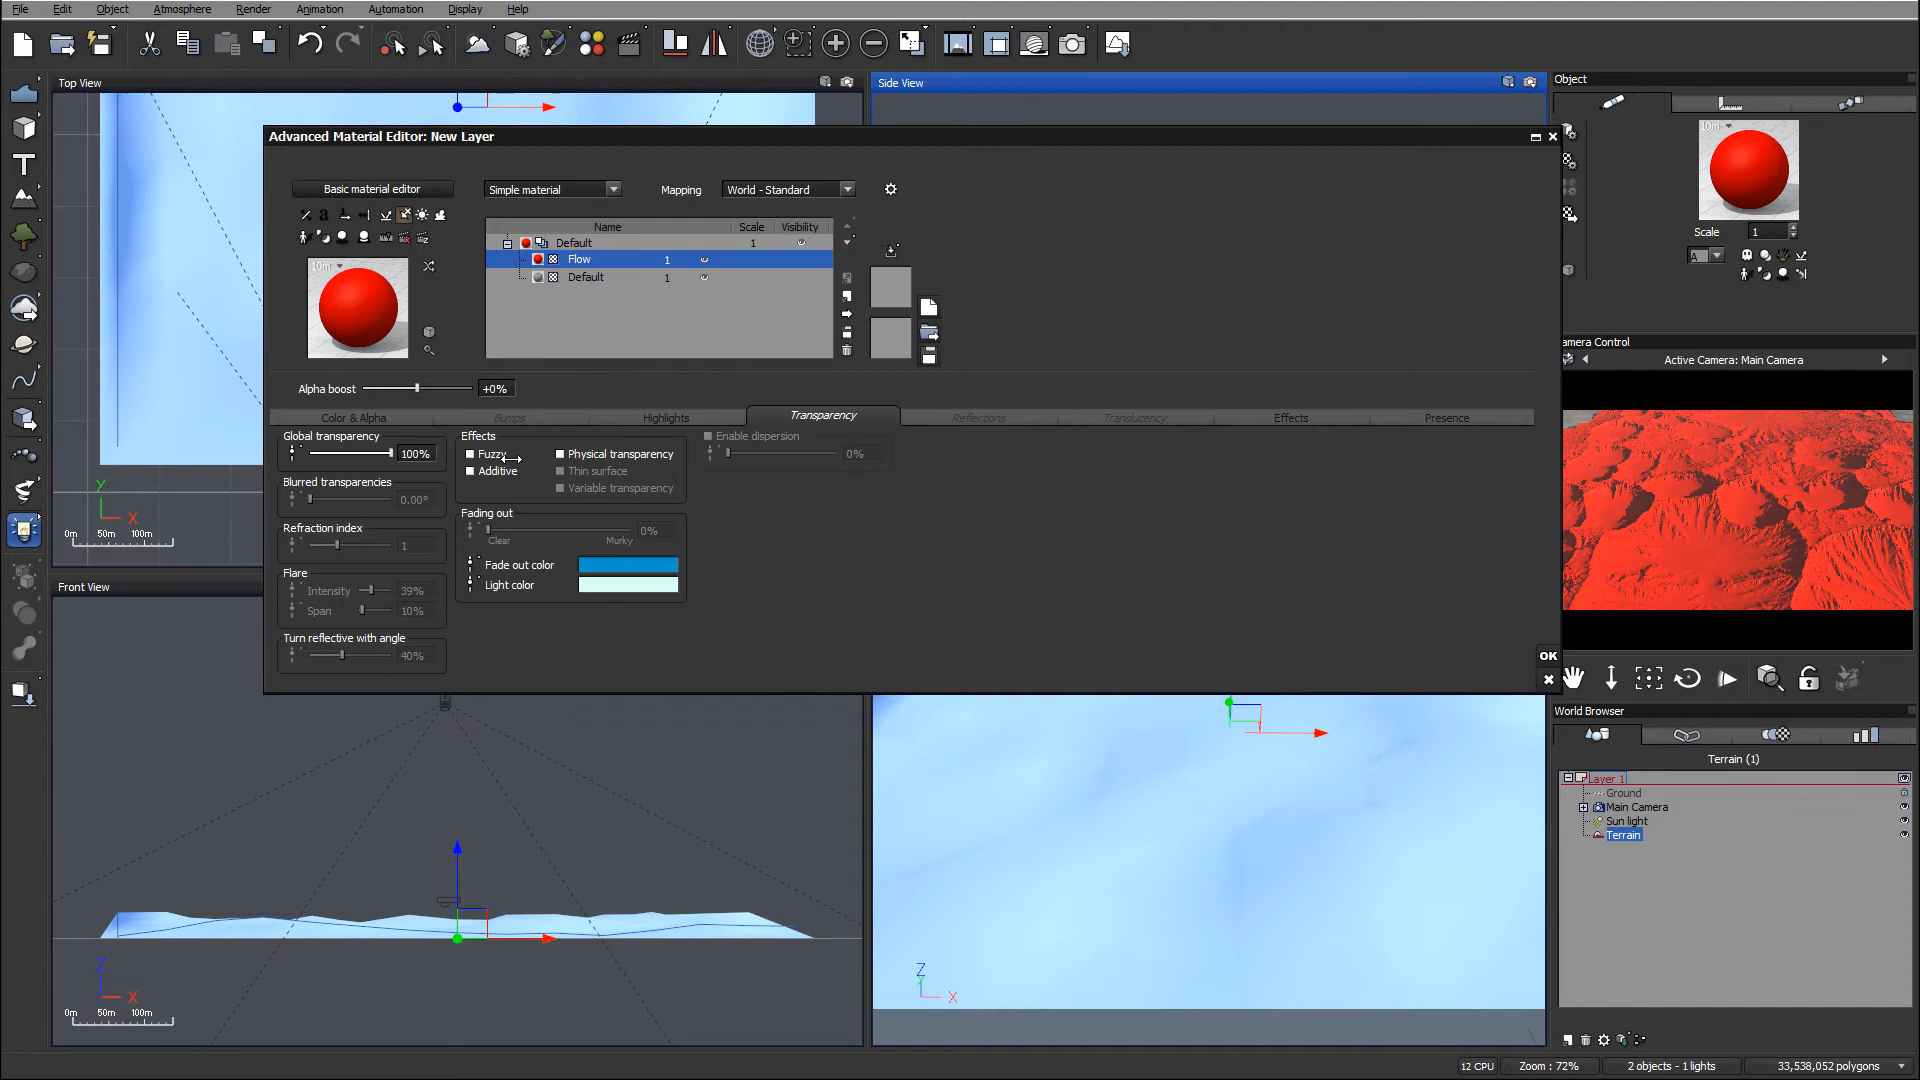 File Edit Object Atmosphere Render Animation Automation Display Help
Top View
Side View
Object
Advanced Material Editor: New Layer
Basic material editor
Simple material
Mapping
World - Standard
Name Scale Visibility
Default 1
Flow 1
Default 1
10m
10m
Scale 1
A
Alpha boost +0%
Color & Alpha Bumps Highlights Transparency Reflections Translucency Effects Presence
Global transparency
100%
Blurred transparencies
0.00°
Refraction index
1
Flare
Intensity 39%
Span 10%
Turn reflective with angle
40%
Effects
Fuzzy
Additive
Physical transparency
Thin surface
Variable transparency
Fading out
0%
Clear Murky
Fade out color
Light color
Enable dispersion
0%
OK
amera Control
Active Camera: Main Camera
Y
X
0m 50m 100m
Front View
Z
X
0m 50m 100m
Z
Y
X
World Browser
Terrain (1)
Layer 1
Ground
Main Camera
Sun light
Terrain
12 CPU
Zoom : 72%
2 objects - 1 lights
33,538,052 polygons